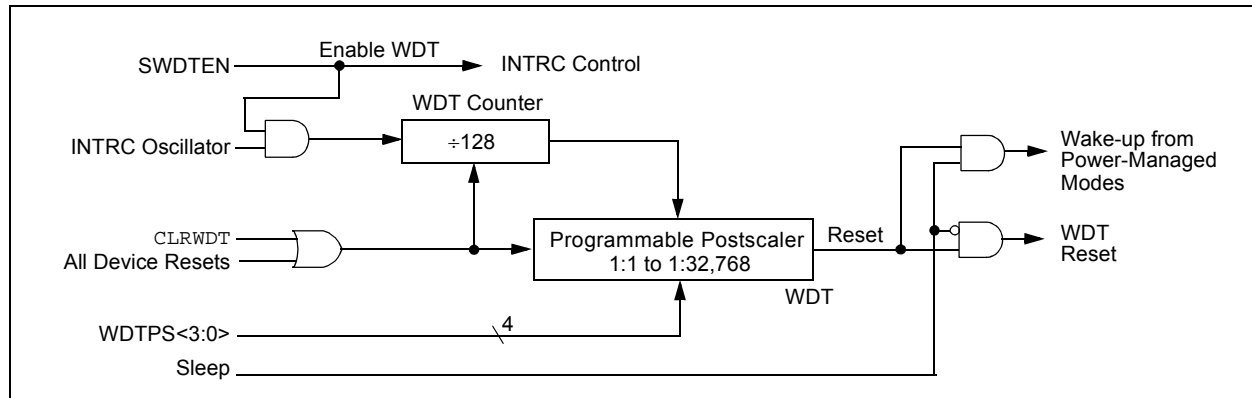 Enable WDT
SWDTEN
INTRC Control
WDT Counter
INTRC Oscillator
÷128
Wake-up from
Power-Managed
Modes
CLRWDT
All Device Resets
Programmable Postscaler
1:1 to 1:32,768
Reset
WDT
Reset
WDT
WDTPS<3:0>
4
Sleep